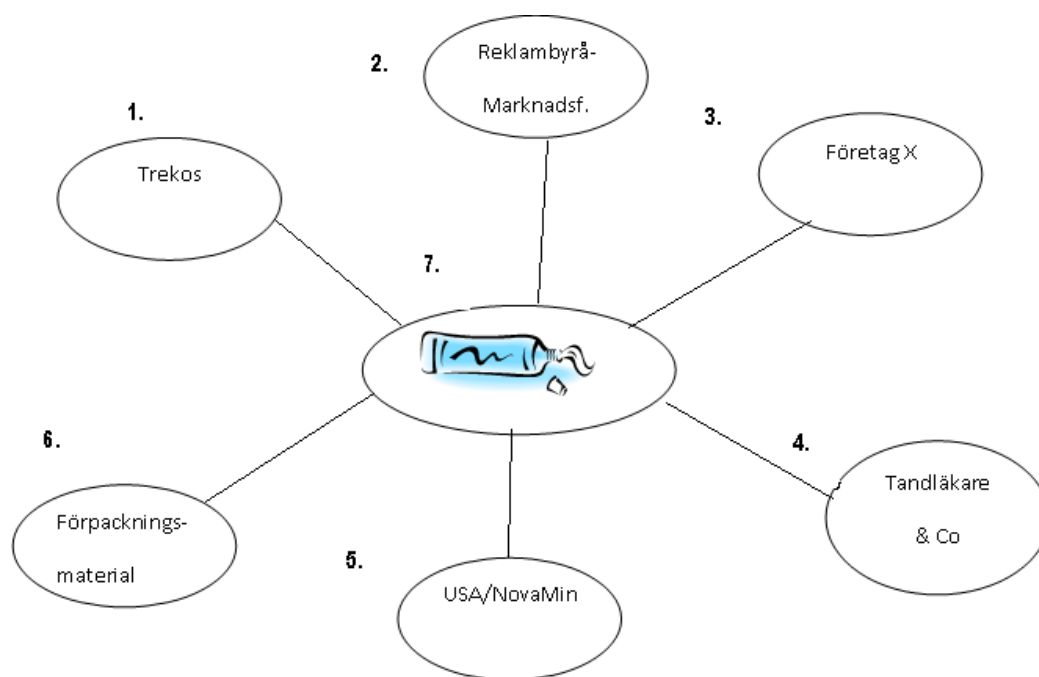 1.
Trekos
2.
Reklambyrå-
Marknadsf.
3.
Företag X
4.
Tandläkare
& Co
5.
USA/NovaMin
6.
Förpacknings-
material
7.